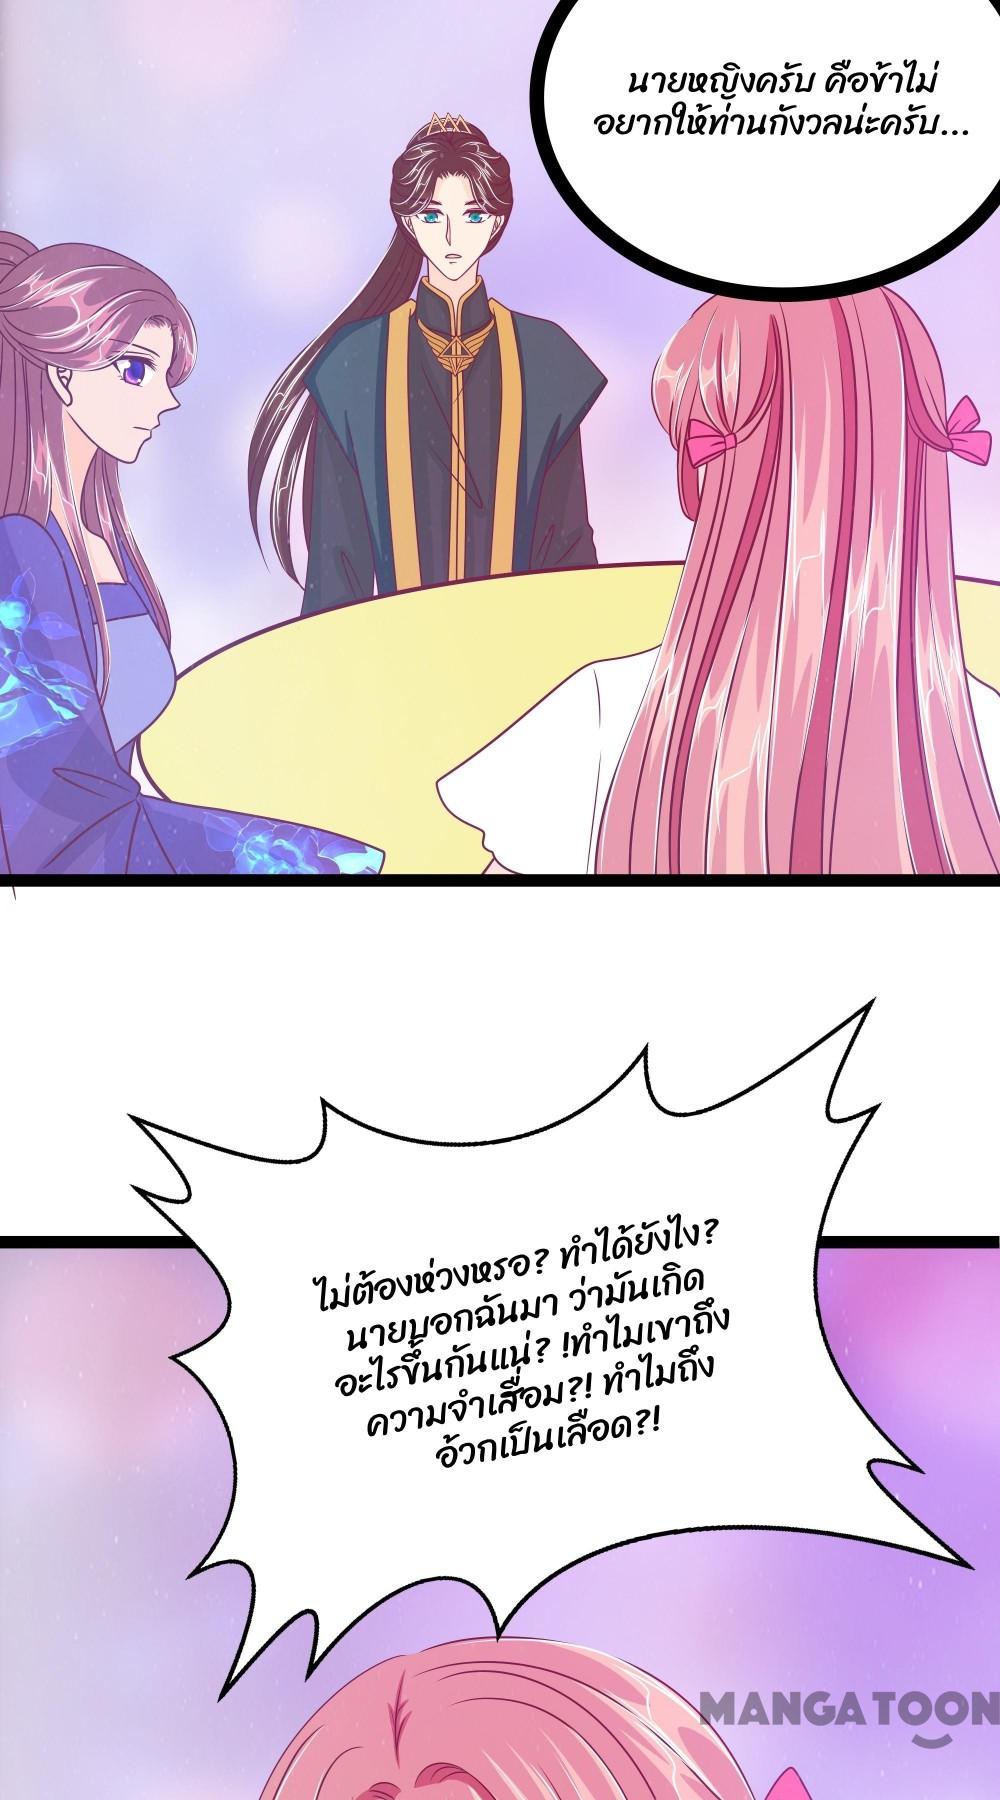 นายหญิงครับ คือข้าไม่
อยากให้ท่านกังวลน่ะครับ...
ไม่ต้องห่วงหรอ? ทำได้ยังไง?
นายบอกฉันมา ว่ามันเกิด
อะไรขึ้นกันแน่? !ทำไมเขาถึง
ความจำเสื่อม?! ทำไมถึง
อ้วกเป็นเลือด?!
MANGATOON